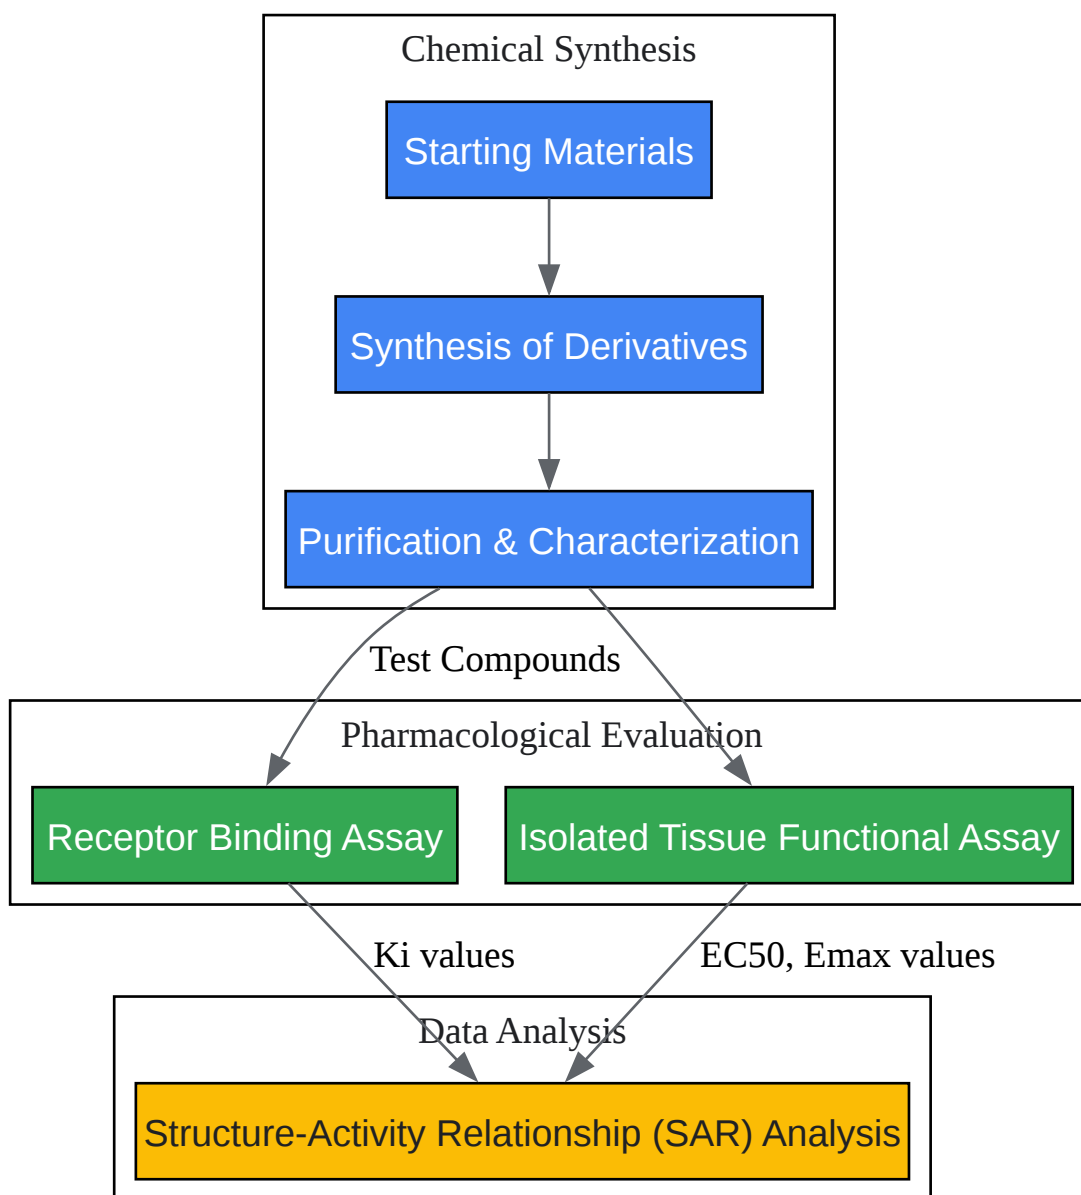 Chemical Synthesis
Starting Materials
Synthesis of Derivatives
Purification & Characterization
Test Compounds
Pharmacological Evaluation
Receptor Binding Assay
Isolated Tissue Functional Assay
Ki values
EC50, Emax values
Data Analysis
Structure-Activity Relationship (SAR) Analysis